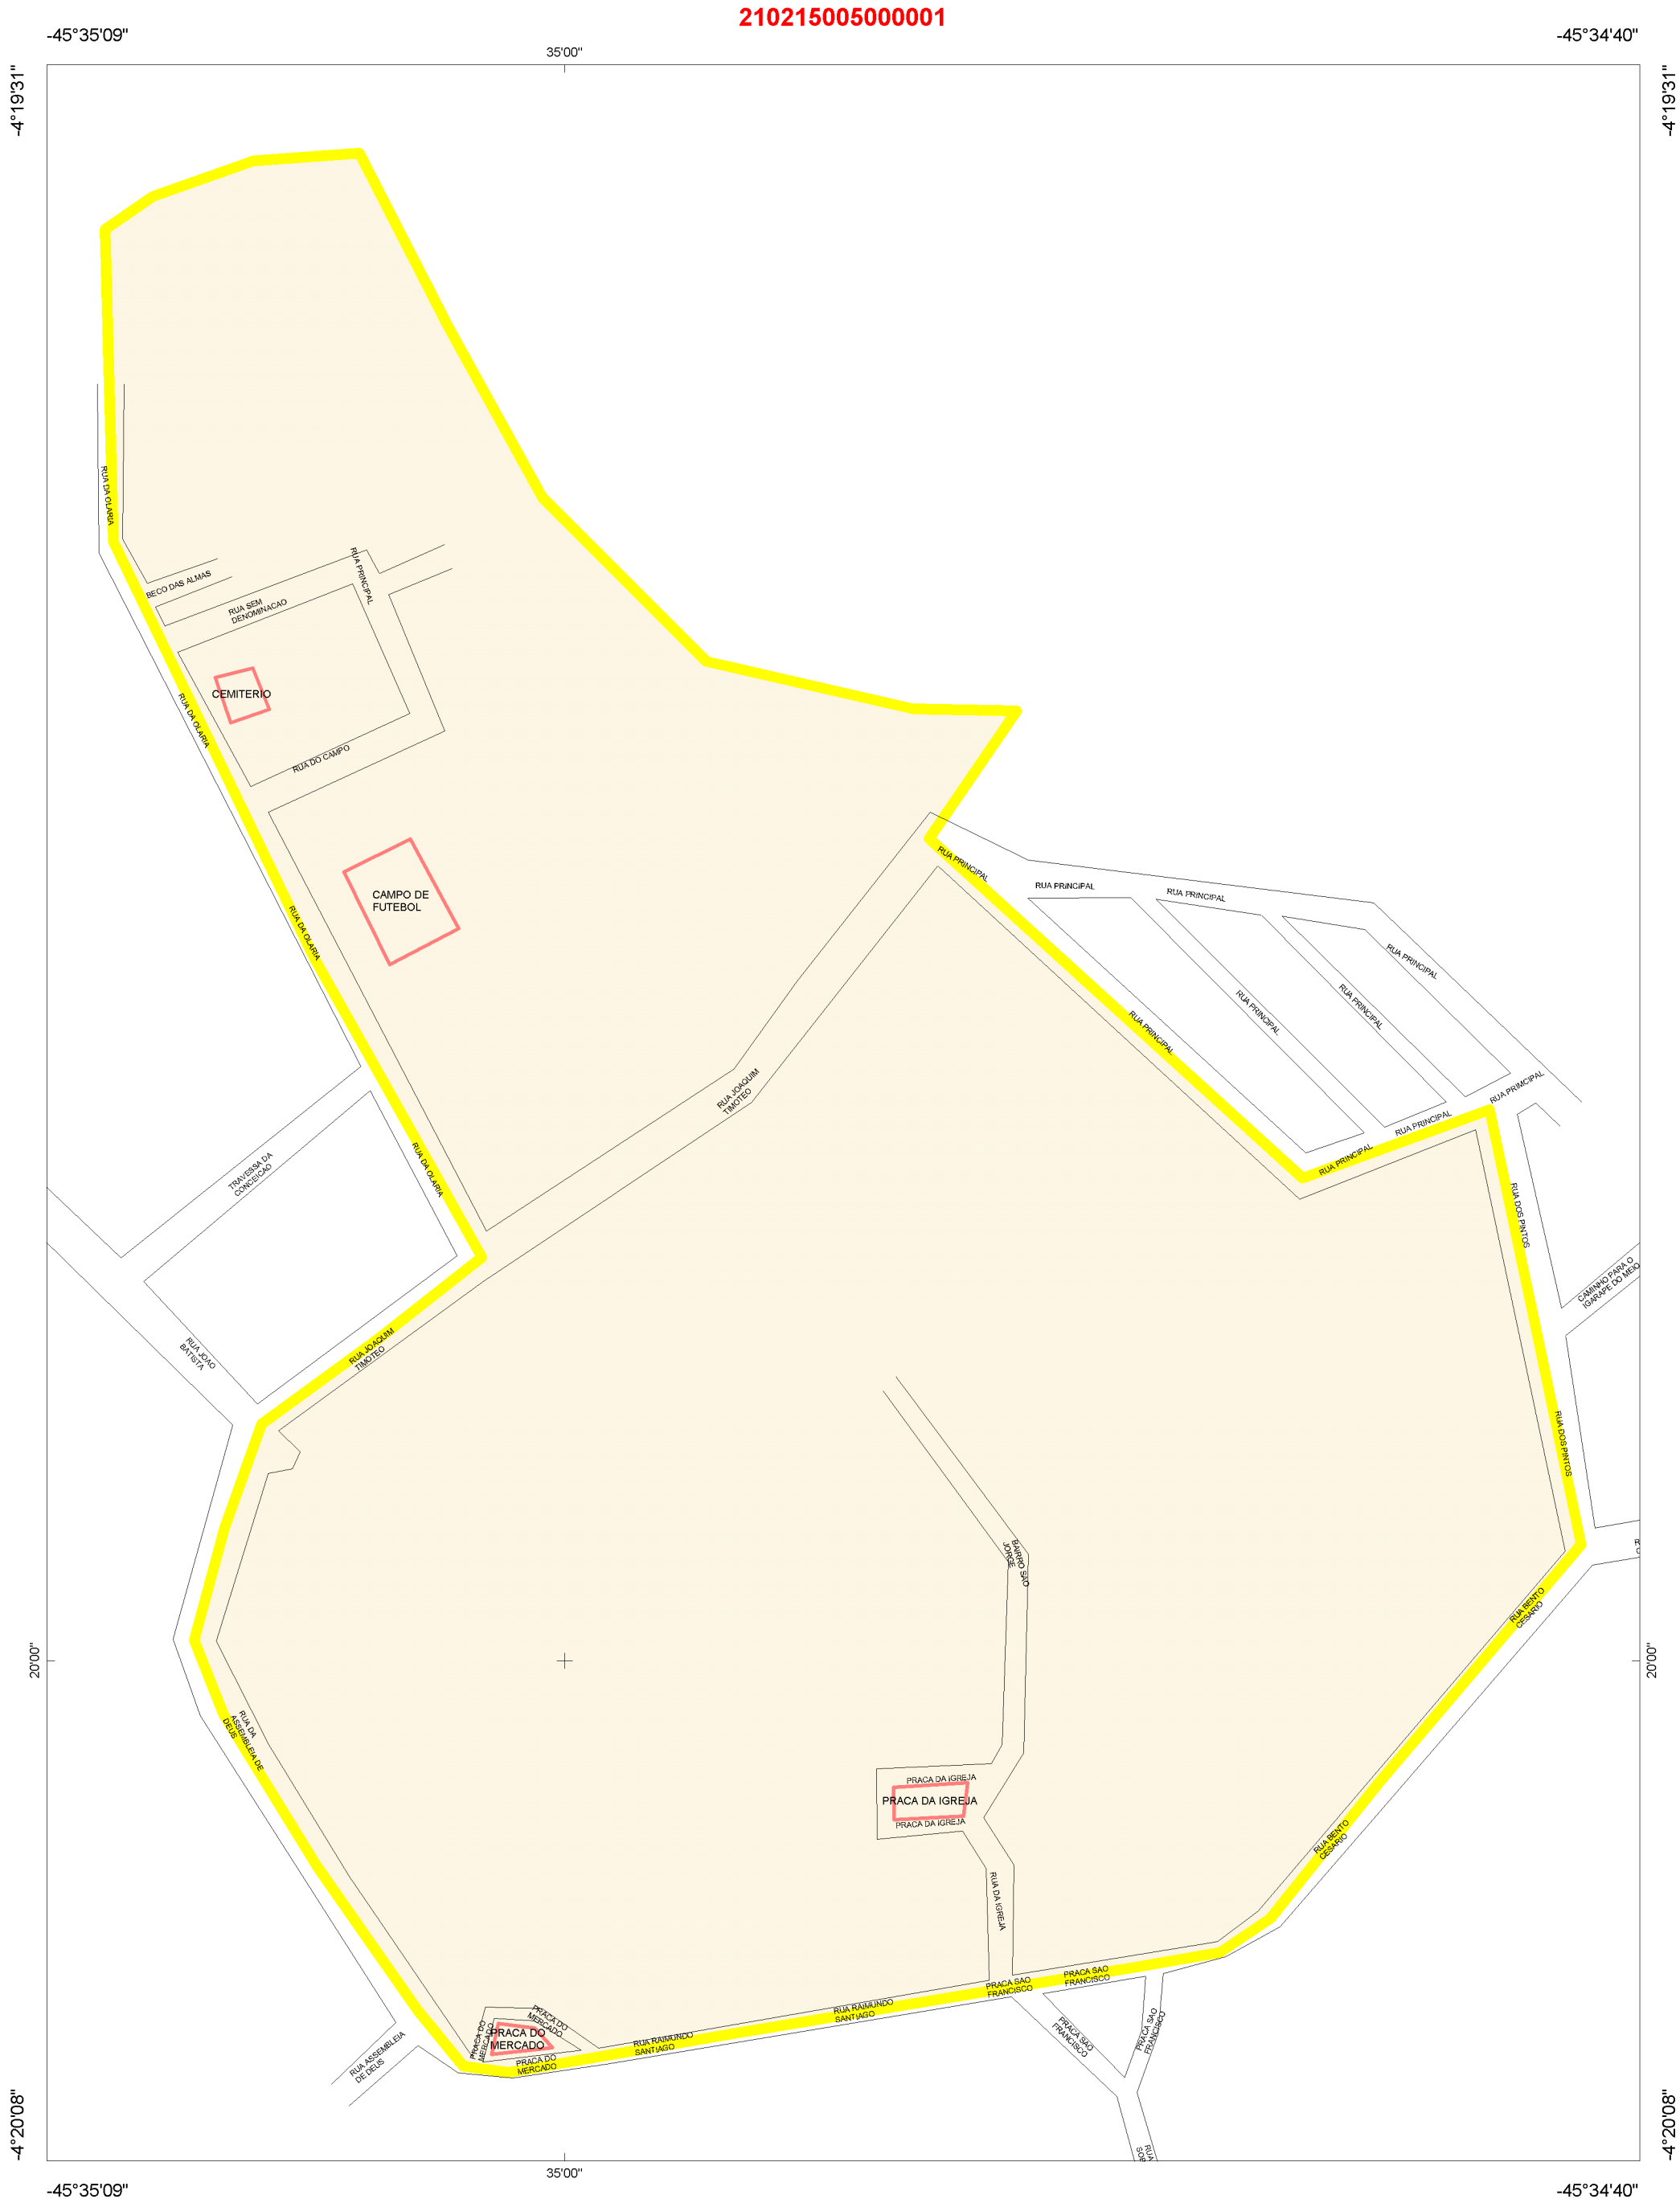 210215005000001
-45°35'09"
35'00"
-45°34'40"
-4°19'31"
-4°19'31"
RUA DA OLARIA
BECO DAS ALMAS
RUA SEM
DENOMINACAO
RUA PRINCIPAL
CEMITERIO
RUA DA OLARIA
RUA DO CAMPO
CAMPO DE
FUTEBOL
RUA DA OLARIA
RUA PRINCIPAL
RUA PRINCIPAL
RUA PRINCIPAL
RUA PRINCIPAL
RUA PRINCIPAL
RUA PRINCIPAL
RUA PRINCIPAL
RUA JOAQUIM
TIMOTEO
RUA PRIMCIPAL
RUA PRINCIPAL
RUA PRINCIPAL
RUA DA OLARIA
TRAVESSA DA
CONCEICAO
RUA DOS PINTOS
CAMINHO PARA O
IGARAPE DO MEIO
RUA JOAO
BATISTA
RUA JOAQUIM
TIMOTEO
RUA DOS PINTOS
BAIRRO SAO
JORGE
RUA BENTO
CESARIO
20'00"
20'00"
RUA DA
ASSEMBLEIA DE
DEUS
PRACA DA IGREJA
PRACA DA IGREJA
PRACA DA IGREJA
RUA BENTO
CESARIO
RUA DA IGREJA
PRACA SAO
FRANCISCO
PRACA SAO
FRANCISCO
RUA RAIMUNDO
SANTIAGO
RUA RAIMUNDO
SANTIAGO
PRACA DO
MERCADO
PRACA DO
MERCADO
PRACA DO
MERCADO
PRACA DO
MERCADO
PRACA SAO
FRANCISCO
PRACA SAO
FRANCISCO
RUA ASSEMBLEIA
DE DEUS
RUA
-4°20'08"
-4°20'08"
-45°35'09"
35'00"
-45°34'40"